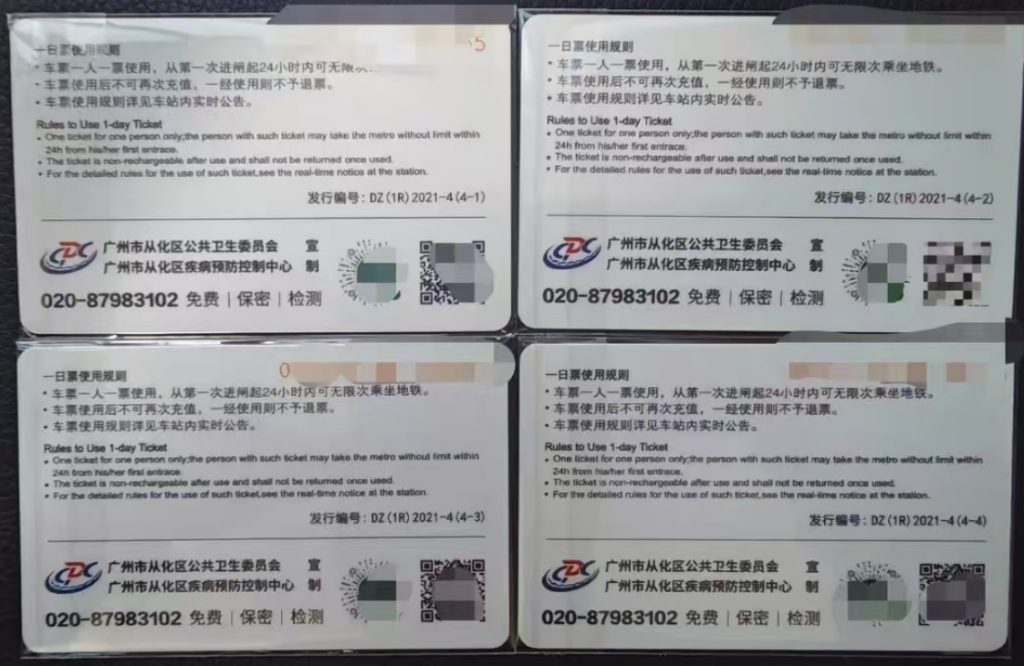 5
一日票使用规则
· 车票一人一票使用，从第一次进闸起24小时内可无限次
· 车票使用后不可再次充值，一经使用则不予退票。
· 车票使用规则详见车站内实时公告。
Rules to Use 1-day Ticket
• One ticket for one person only;the person with such ticket may take the metro without limit within
24h from his/her first entrace.
• The ticket is non-rechargeable after use and shall not be returned once used.
• For the detailed rules for the use of such ticket,see the real-time notice at the station.
发行编号：DZ(1R)2021-4(4-1)
CDC
广州市从化区公共卫生委员会 宣
广州市从化区疾病预防控制中心 制
020-87983102 免费 | 保密 | 检测
一日票使用规则
· 车票一人一票使用，从第一次进闸起24小时内可无限次乘坐地铁。
· 车票使用后不可再次充值，一经使用则不予退票。
· 车票使用规则详见车站内实时公告。
Rules to Use 1-day Ticket
• One ticket for one person only;the person with such ticket may take the metro without limit within
24h from his/her first entrace.
• The ticket is non-rechargeable after use and shall not be returned once used.
• For the detailed rules for the use of such ticket,see the real-time notice at the station.
发行编号：DZ(1R)2021-4(4-2)
CDC
广州市从化区公共卫生委员会 宣
广州市从化区疾病预防控制中心 制
020-87983102 免费 | 保密 | 检测
0
一日票使用规则
· 车票一人一票使用，从第一次进闸起24小时内可无限次乘坐地铁。
· 车票使用后不可再次充值，一经使用则不予退票。
· 车票使用规则详见车站内实时公告。
Rules to Use 1-day Ticket
• One ticket for one person only;the person with such ticket may take the metro without limit within
24h from his/her first entrace.
• The ticket is non-rechargeable after use and shall not be returned once used.
• For the detailed rules for the use of such ticket,see the real-time notice at the station.
发行编号：DZ(1R)2021-4(4-3)
CDC
广州市从化区公共卫生委员会 宣
广州市从化区疾病预防控制中心 制
020-87983102 免费 | 保密 | 检测
一日票使用规则
· 车票一人一票使用，从第一次进闸起24小时内可无限次乘坐地铁。
· 车票使用后不可再次充值，一经使用则不予退票。
· 车票使用规则详见车站内实时公告。
Rules to Use 1-day Ticket
• One ticket for one person only;the person with such ticket may take the metro without limit within
24h from his/her first entrace.
• The ticket is non-rechargeable after use and shall not be returned once used.
• For the detailed rules for the use of such ticket,see the real-time notice at the station.
发行编号：DZ(1R)2021-4(4-4)
CDC
广州市从化区公共卫生委员会 宣
广州市从化区疾病预防控制中心 制
020-87983102 免费 | 保密 | 检测